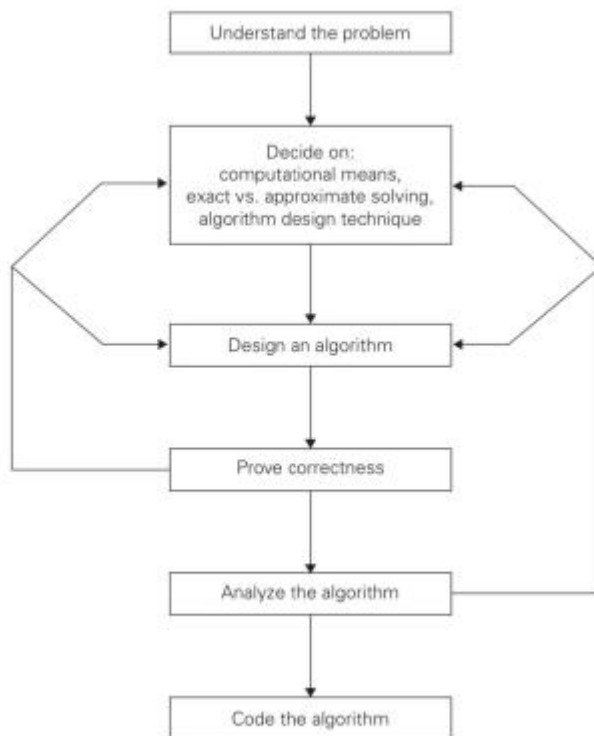 Understand the problem
Decide on:
computational means,
exact vs. approximate solving,
algorithm design technique
Design an algorithm
Prove correctness
Analyze the algorithm
Code the algorithm